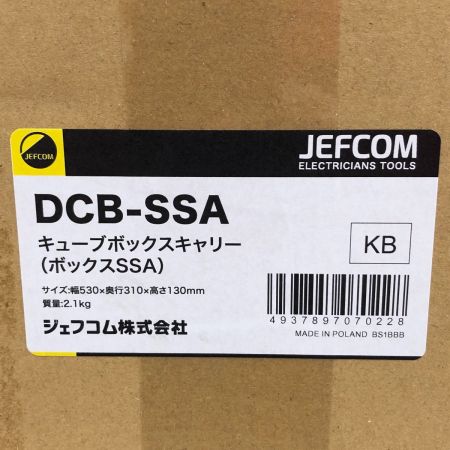 JEFCOM
JEFCOM
ELECTRICIANS TOOLS
DCB-SSA
キューブボックスキャリー
(ボックスSSA)
KB
サイズ:幅530×奥行310×高さ130mm
質量:2.1kg
ジェフコム株式会社
4937897070228
MADE IN POLAND BS1BBB